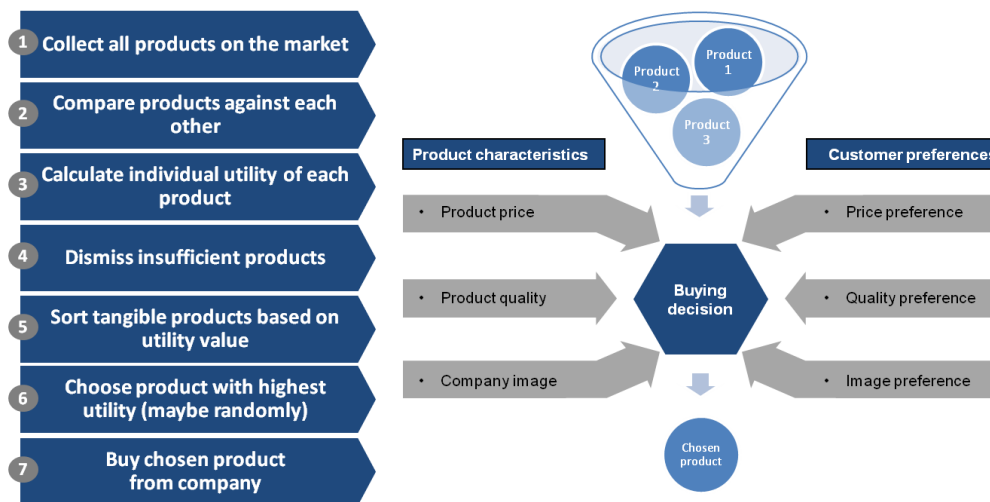 1
Collect all products on the market
2
Compare products against each
other
3
Calculate individual utility of each
product
4
Dismiss insufficient products
5
Sort tangible products based on
utility value
6
Choose product with highest
utility (maybe randomly)
7
Buy chosen product
from company
Product
1
Product
2
Product
3
Product characteristics
Customer preferences
• Product price
• Price preference
• Product quality
Buying
decision
• Quality preference
• Company image
• Image preference
Chosen
product